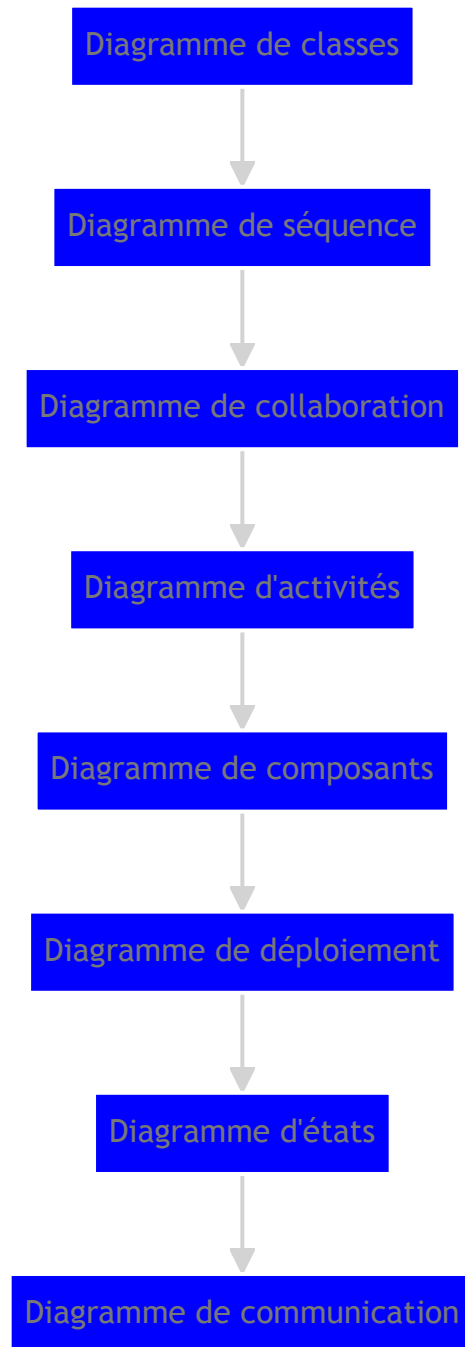 Diagramme de classes
Diagramme de séquence
Diagramme de collaboration
Diagramme d'activités
Diagramme de composants
Diagramme de déploiement
Diagramme d'états
Diagramme de communication